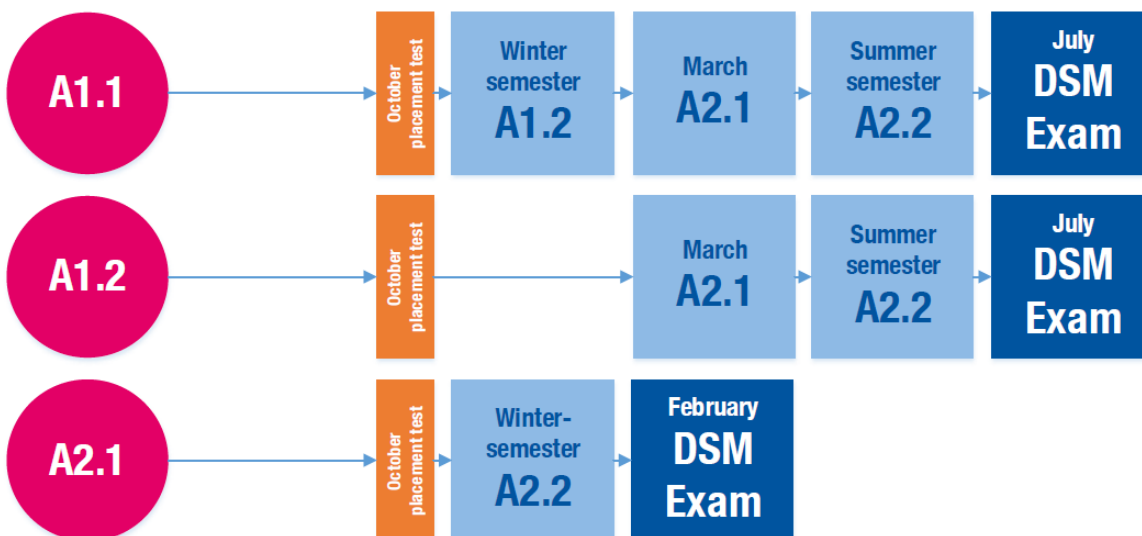 A1.1
October
placement test
Winter
semester
A1.2
March
A2.1
Summer
semester
A2.2
July
DSM
Exam
A1.2
October
placement test
March
A2.1
Summer
semester
A2.2
July
DSM
Exam
A2.1
October
placement test
Winter-
semester
A2.2
February
DSM
Exam